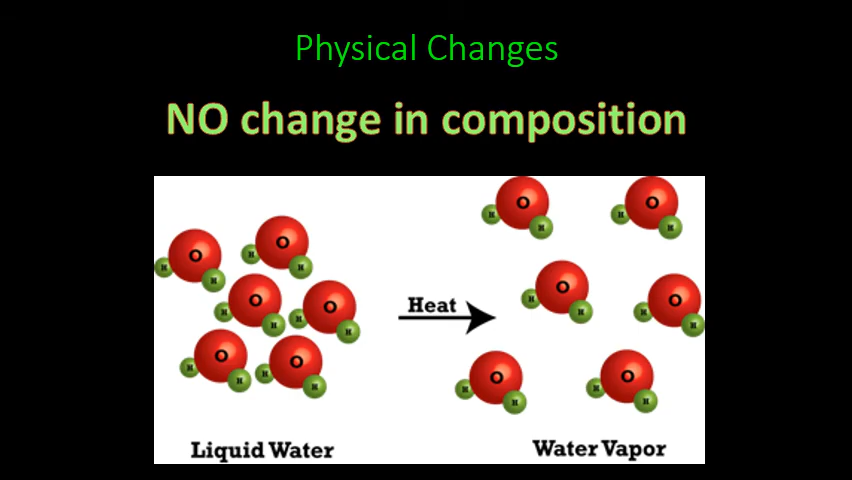 Physical Changes
NO change in composition
O O
H H H H
O O
H H H H
O O O O
H H H H H H H H
Heat
O O O O
H H H H H H H H
Liquid Water Water Vapor